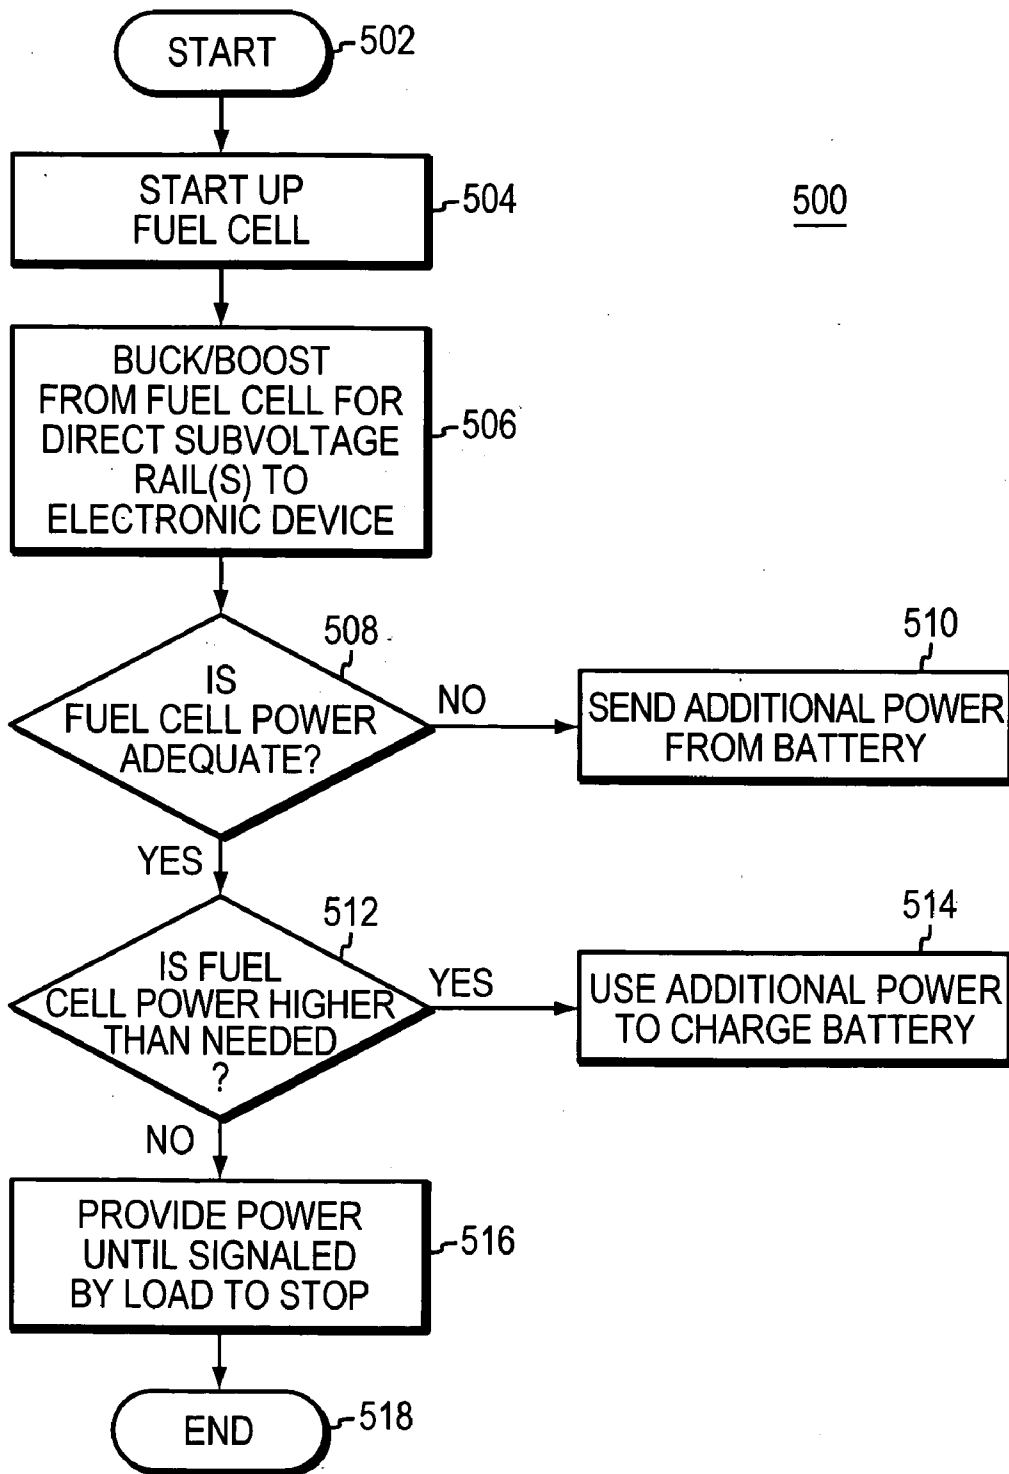 START
502
START UP
FUEL CELL
504
500
BUCK/BOOST
FROM FUEL CELL FOR
DIRECT SUBVOLTAGE
RAIL(S) TO
ELECTRONIC DEVICE
506
508
IS
FUEL CELL POWER
ADEQUATE?
NO
510
SEND ADDITIONAL POWER
FROM BATTERY
YES
512
IS FUEL
CELL POWER HIGHER
THAN NEEDED
?
YES
514
USE ADDITIONAL POWER
TO CHARGE BATTERY
NO
PROVIDE POWER
UNTIL SIGNALED
BY LOAD TO STOP
516
END
518